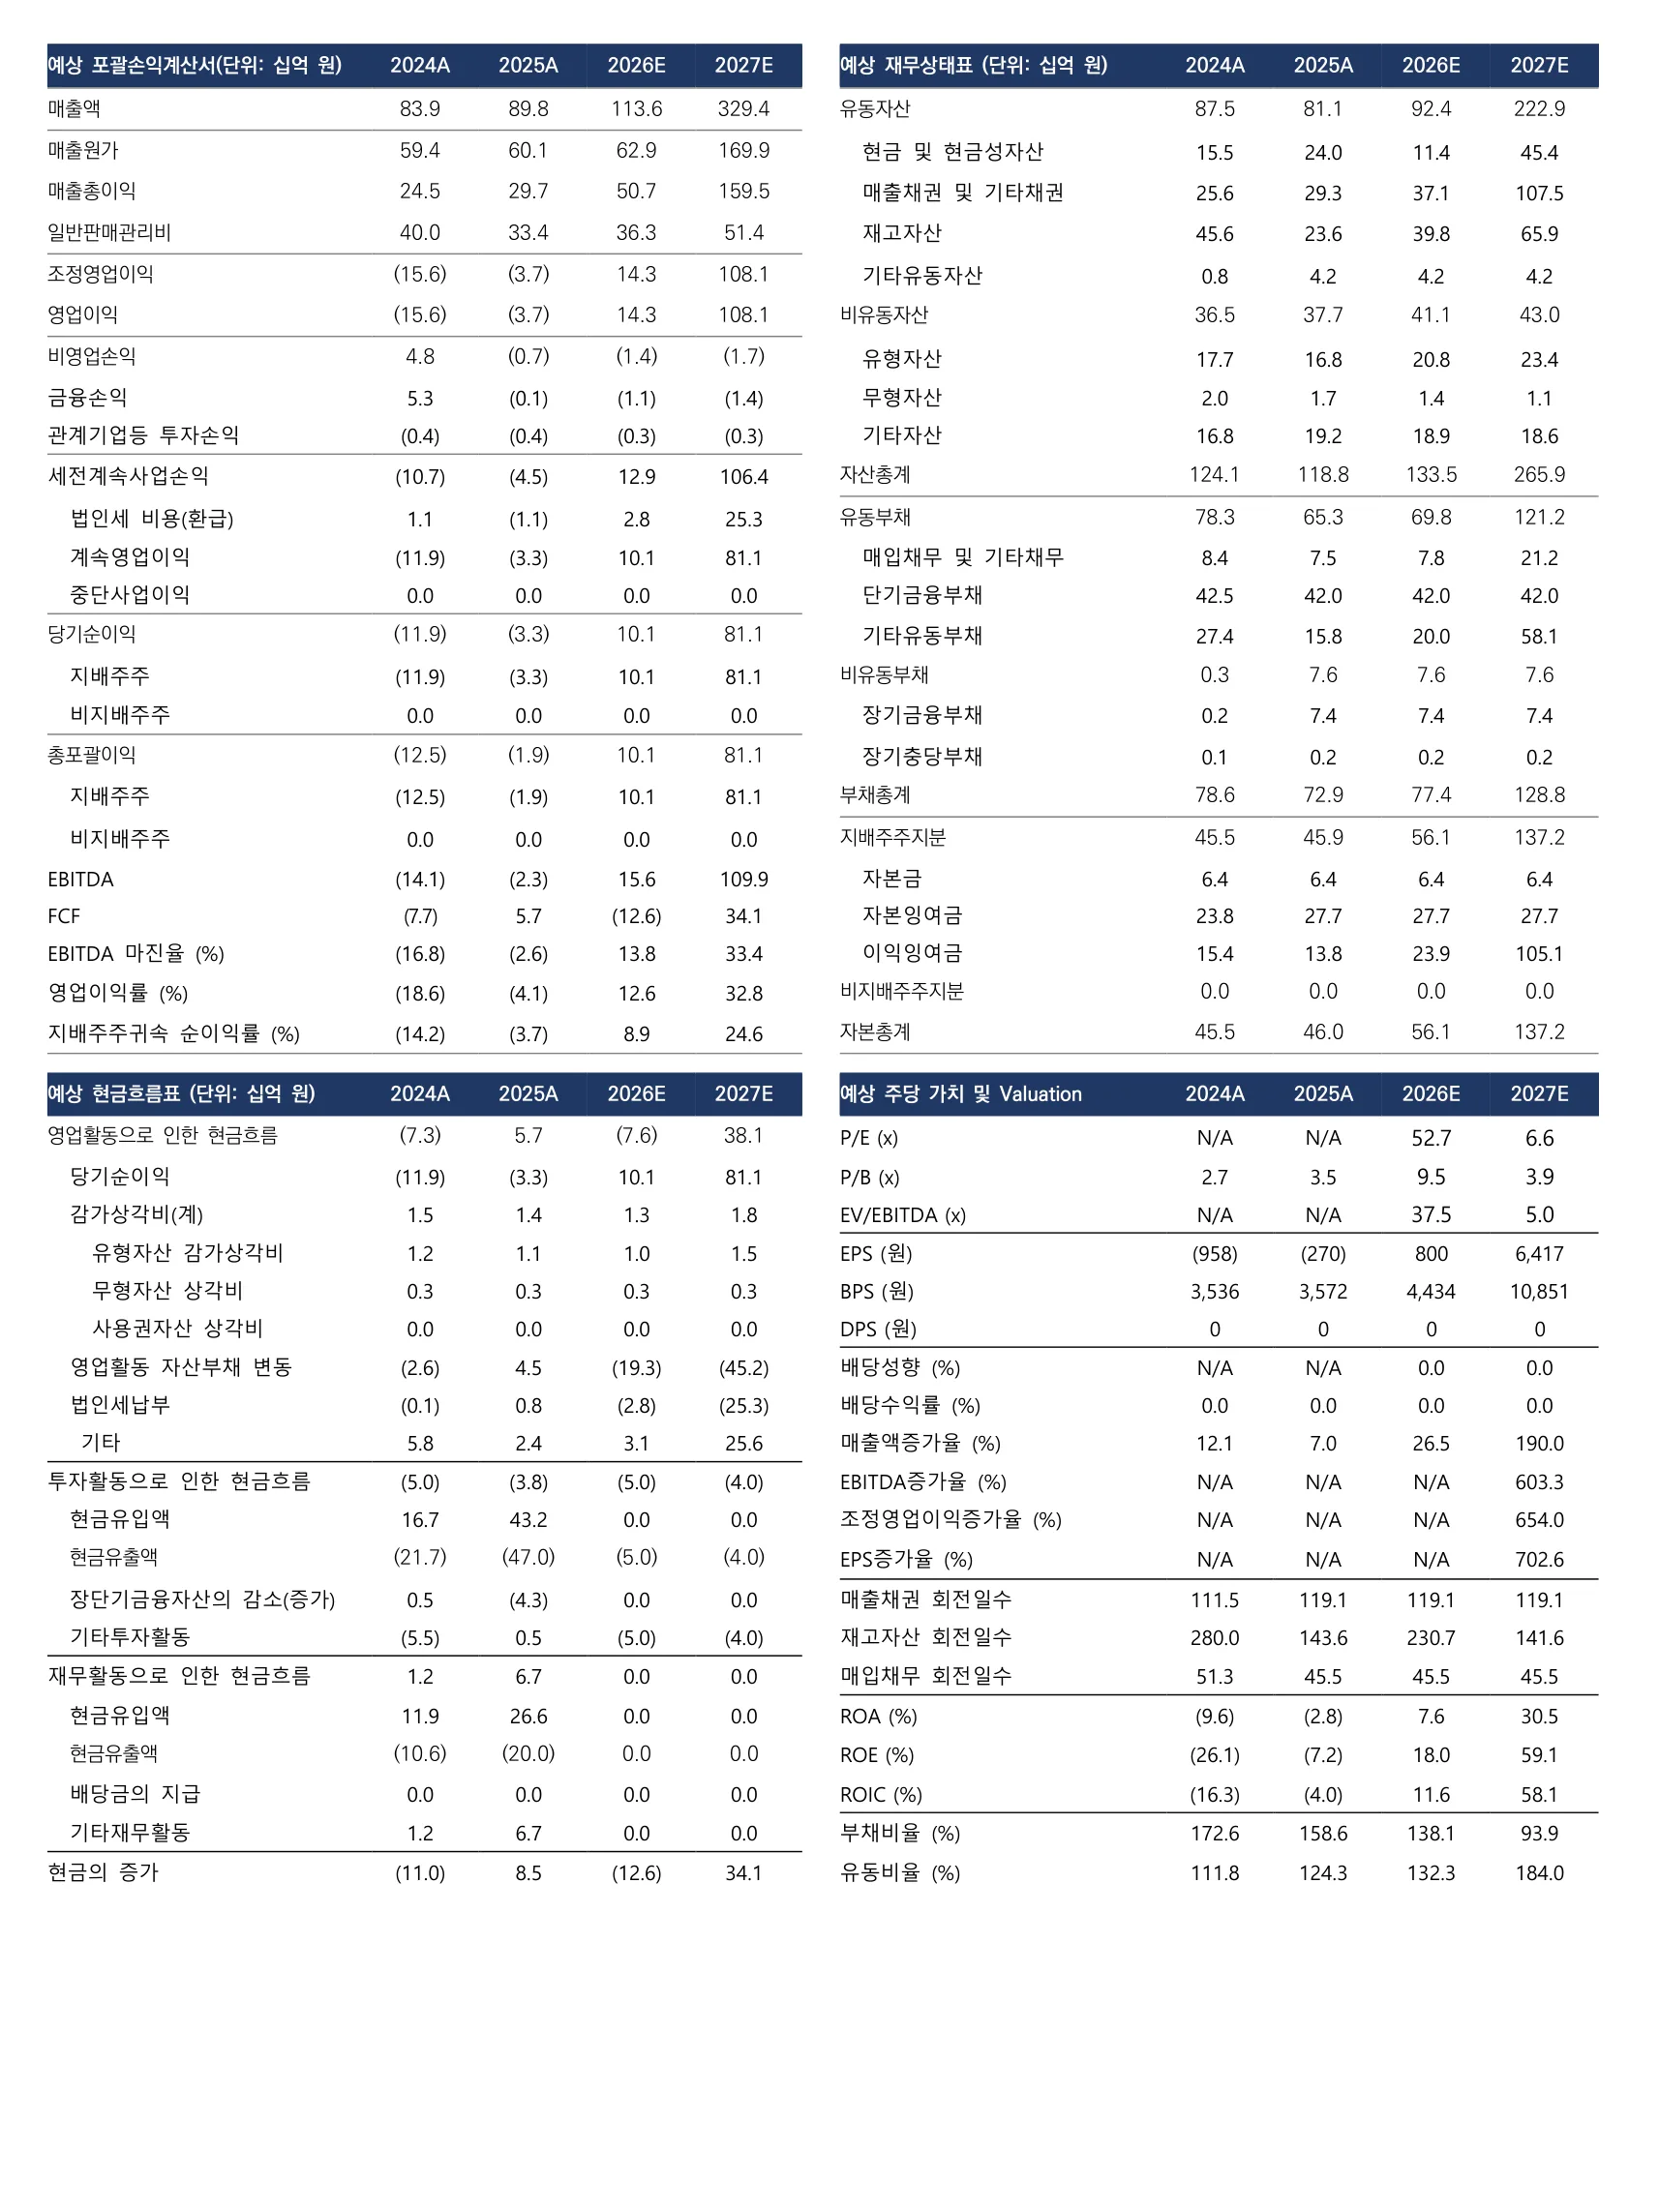 예상 포괄손익계산서(단위: 십억 원) 2024A 2025A 2026E 2027E
매출액 83.9 89.8 113.6 329.4
매출원가 59.4 60.1 62.9 169.9
매출총이익 24.5 29.7 50.7 159.5
일반판매관리비 40.0 33.4 36.3 51.4
조정영업이익 (15.6) (3.7) 14.3 108.1
영업이익 (15.6) (3.7) 14.3 108.1
비영업손익 4.8 (0.7) (1.4) (1.7)
금융손익 5.3 (0.1) (1.1) (1.4)
관계기업등 투자손익 (0.4) (0.4) (0.3) (0.3)
세전계속사업손익 (10.7) (4.5) 12.9 106.4
법인세 비용(환급) 1.1 (1.1) 2.8 25.3
계속영업이익 (11.9) (3.3) 10.1 81.1
중단사업이익 0.0 0.0 0.0 0.0
당기순이익 (11.9) (3.3) 10.1 81.1
지배주주 (11.9) (3.3) 10.1 81.1
비지배주주 0.0 0.0 0.0 0.0
총포괄이익 (12.5) (1.9) 10.1 81.1
지배주주 (12.5) (1.9) 10.1 81.1
비지배주주 0.0 0.0 0.0 0.0
EBITDA (14.1) (2.3) 15.6 109.9
FCF (7.7) 5.7 (12.6) 34.1
EBITDA 마진율 (%) (16.8) (2.6) 13.8 33.4
영업이익률 (%) (18.6) (4.1) 12.6 32.8
지배주주귀속 순이익률 (%) (14.2) (3.7) 8.9 24.6
예상 재무상태표 (단위: 십억 원) 2024A 2025A 2026E 2027E
유동자산 87.5 81.1 92.4 222.9
현금 및 현금성자산 15.5 24.0 11.4 45.4
매출채권 및 기타채권 25.6 29.3 37.1 107.5
재고자산 45.6 23.6 39.8 65.9
기타유동자산 0.8 4.2 4.2 4.2
비유동자산 36.5 37.7 41.1 43.0
유형자산 17.7 16.8 20.8 23.4
무형자산 2.0 1.7 1.4 1.1
기타자산 16.8 19.2 18.9 18.6
자산총계 124.1 118.8 133.5 265.9
유동부채 78.3 65.3 69.8 121.2
매입채무 및 기타채무 8.4 7.5 7.8 21.2
단기금융부채 42.5 42.0 42.0 42.0
기타유동부채 27.4 15.8 20.0 58.1
비유동부채 0.3 7.6 7.6 7.6
장기금융부채 0.2 7.4 7.4 7.4
장기충당부채 0.1 0.2 0.2 0.2
부채총계 78.6 72.9 77.4 128.8
지배주주지분 45.5 45.9 56.1 137.2
자본금 6.4 6.4 6.4 6.4
자본잉여금 23.8 27.7 27.7 27.7
이익잉여금 15.4 13.8 23.9 105.1
비지배주주지분 0.0 0.0 0.0 0.0
자본총계 45.5 46.0 56.1 137.2
예상 현금흐름표 (단위: 십억 원) 2024A 2025A 2026E 2027E
영업활동으로 인한 현금흐름 (7.3) 5.7 (7.6) 38.1
당기순이익 (11.9) (3.3) 10.1 81.1
감가상각비(계) 1.5 1.4 1.3 1.8
유형자산 감가상각비 1.2 1.1 1.0 1.5
무형자산 상각비 0.3 0.3 0.3 0.3
사용권자산 상각비 0.0 0.0 0.0 0.0
영업활동 자산부채 변동 (2.6) 4.5 (19.3) (45.2)
법인세납부 (0.1) 0.8 (2.8) (25.3)
기타 5.8 2.4 3.1 25.6
투자활동으로 인한 현금흐름 (5.0) (3.8) (5.0) (4.0)
현금유입액 16.7 43.2 0.0 0.0
현금유출액 (21.7) (47.0) (5.0) (4.0)
장단기금융자산의 감소(증가) 0.5 (4.3) 0.0 0.0
기타투자활동 (5.5) 0.5 (5.0) (4.0)
재무활동으로 인한 현금흐름 1.2 6.7 0.0 0.0
현금유입액 11.9 26.6 0.0 0.0
현금유출액 (10.6) (20.0) 0.0 0.0
배당금의 지급 0.0 0.0 0.0 0.0
기타재무활동 1.2 6.7 0.0 0.0
현금의 증가 (11.0) 8.5 (12.6) 34.1
예상 주당 가치 및 Valuation 2024A 2025A 2026E 2027E
P/E (x) N/A N/A 52.7 6.6
P/B (x) 2.7 3.5 9.5 3.9
EV/EBITDA (x) N/A N/A 37.5 5.0
EPS (원) (958) (270) 800 6,417
BPS (원) 3,536 3,572 4,434 10,851
DPS (원) 0 0 0 0
배당성향 (%) N/A N/A 0.0 0.0
배당수익률 (%) 0.0 0.0 0.0 0.0
매출액증가율 (%) 12.1 7.0 26.5 190.0
EBITDA증가율 (%) N/A N/A N/A 603.3
조정영업이익증가율 (%) N/A N/A N/A 654.0
EPS증가율 (%) N/A N/A N/A 702.6
매출채권 회전일수 111.5 119.1 119.1 119.1
재고자산 회전일수 280.0 143.6 230.7 141.6
매입채무 회전일수 51.3 45.5 45.5 45.5
ROA (%) (9.6) (2.8) 7.6 30.5
ROE (%) (26.1) (7.2) 18.0 59.1
ROIC (%) (16.3) (4.0) 11.6 58.1
부채비율 (%) 172.6 158.6 138.1 93.9
유동비율 (%) 111.8 124.3 132.3 184.0